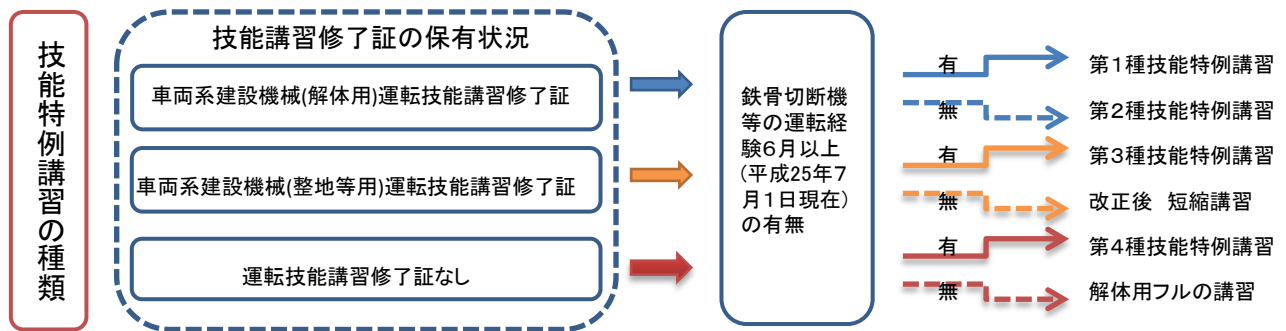 技能特例講習の種類
技能講習修了証の保有状況
車両系建設機械(解体用)運転技能講習修了証
車両系建設機械(整地等用)運転技能講習修了証
運転技能講習修了証なし
鉄骨切断機
等の運転経
験6月以上
(平成25年7
月1日現在)
の有無
有
第1種技能特例講習
無
第2種技能特例講習
有
第3種技能特例講習
無
改正後　短縮講習
有
第4種技能特例講習
無
解体用フルの講習